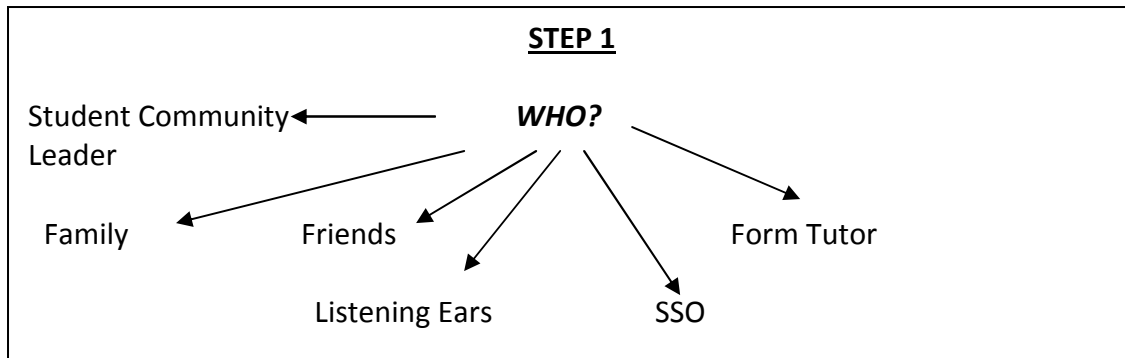 STEP 1
Student Community WHO?
Leader
Family Friends Form Tutor
Listening Ears SSO